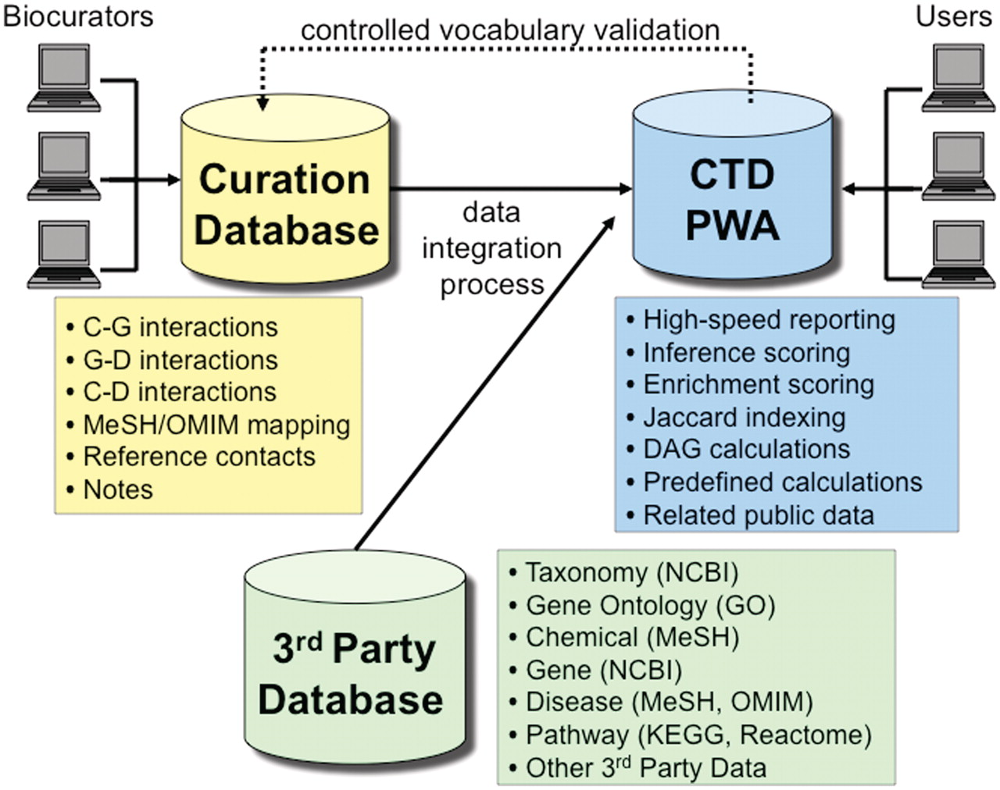 Biocurators
controlled vocabulary validation
Users
Curation
Database
data
integration
process
CTD
PWA
• C-G interactions
• G-D interactions
• C-D interactions
• MeSH/OMIM mapping
• Reference contacts
• Notes
• High-speed reporting
• Inference scoring
• Enrichment scoring
• Jaccard indexing
• DAG calculations
• Predefined calculations
• Related public data
3rd Party
Database
• Taxonomy (NCBI)
• Gene Ontology (GO)
• Chemical (MeSH)
• Gene (NCBI)
• Disease (MeSH, OMIM)
• Pathway (KEGG, Reactome)
• Other 3rd Party Data